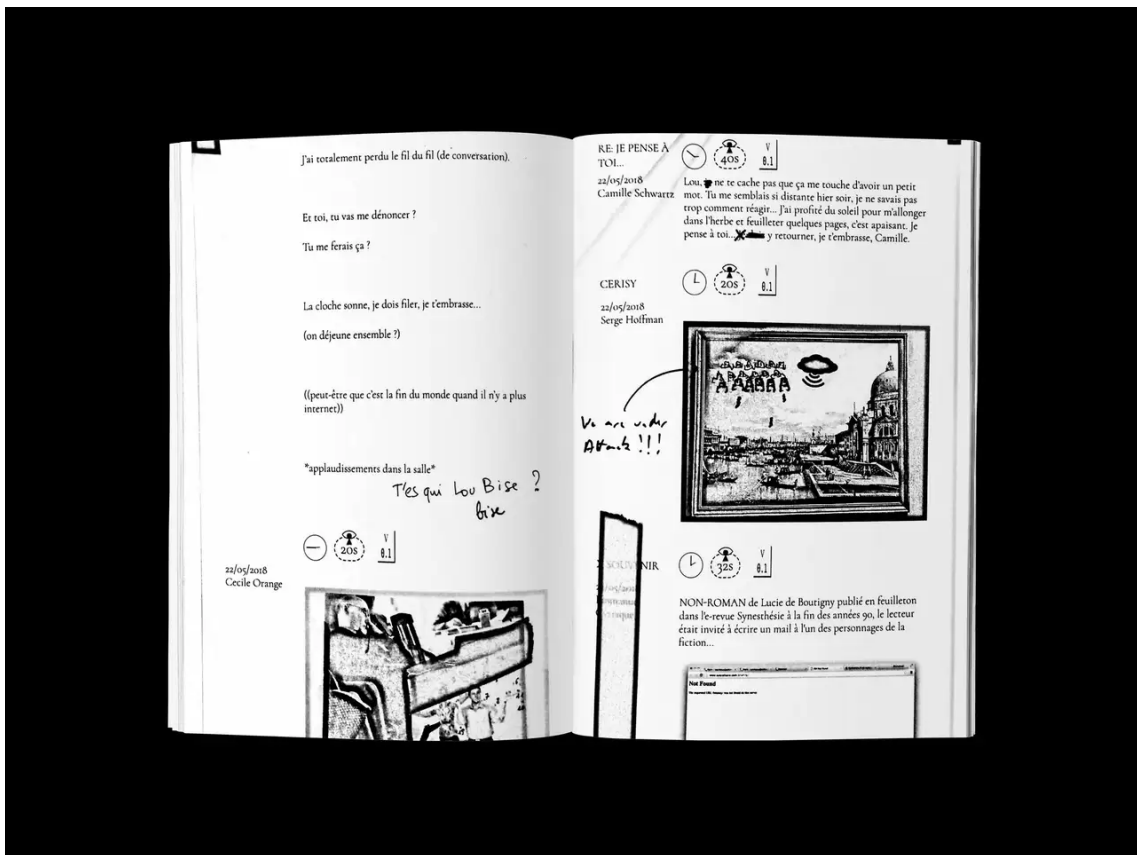 J'ai totalement perdu le fil du fil (de conversation).
Et toi, tu vas me dénoncer ?
Tu me ferais ça ?
La cloche sonne, je dois filer, je t'embrasse...
(on déjeune ensemble ?)
((peut-être que c'est la fin du monde quand il n'y a plus
internet))
*applaudissements dans la salle*
T'es qui Lou Bise ?
bise
20s
V
0.1
22/05/2018
Cecile Orange
RE: JE PENSE À
TOI...
22/05/2018
Camille Schwartz
40s
V
0.1
Lou, ne te cache pas que ça me touche d'avoir un petit
mot. Tu me semblais si distante hier soir, je ne savais pas
trop comment réagir... J'ai profité du soleil pour m'allonger
dans l'herbe et feuilleter quelques pages, c'est apaisant. Je
pense à toi... y retourner, je t'embrasse, Camille.
CERISY
22/05/2018
Serge Hoffman
20s
V
0.1
We are under
Attack !!!
SOUVENIR
32s
V
0.1
NON-ROMAN de Lucie de Boutigny publié en feuilleton
dans l'e-revue Synesthésie à la fin des années 90, le lecteur
était invité à écrire un mail à l'un des personnages de la
fiction...
Not Found